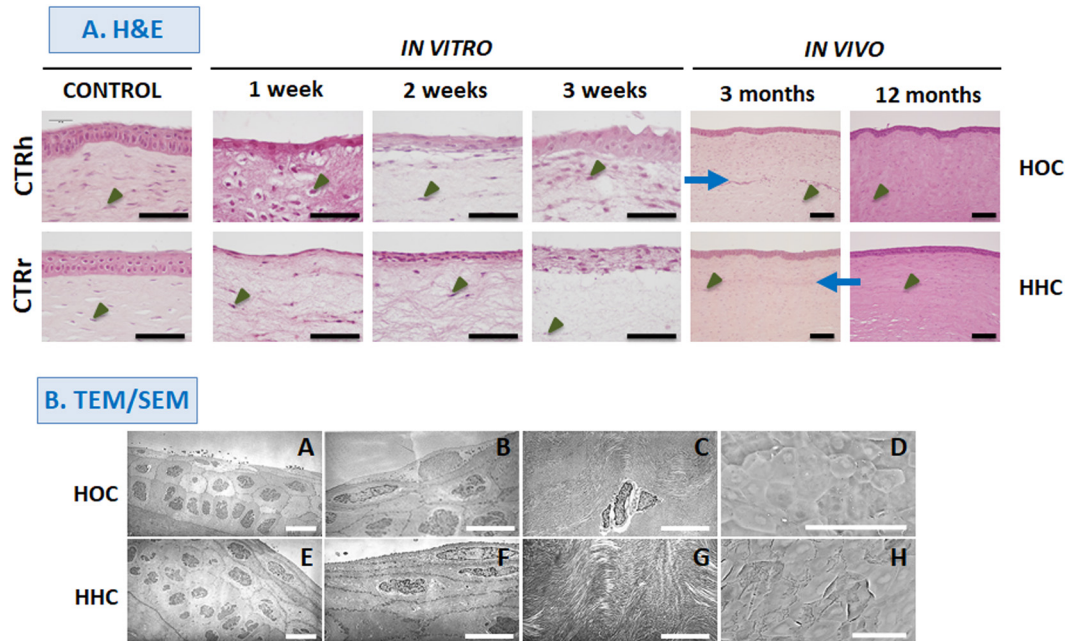 A. H&E
IN VITRO
IN VIVO
CONTROL
1 week
2 weeks
3 weeks
3 months
12 months
CTRh
HOC
CTRr
HHC
B. TEM/SEM
HOC
A
B
C
D
HHC
E
F
G
H